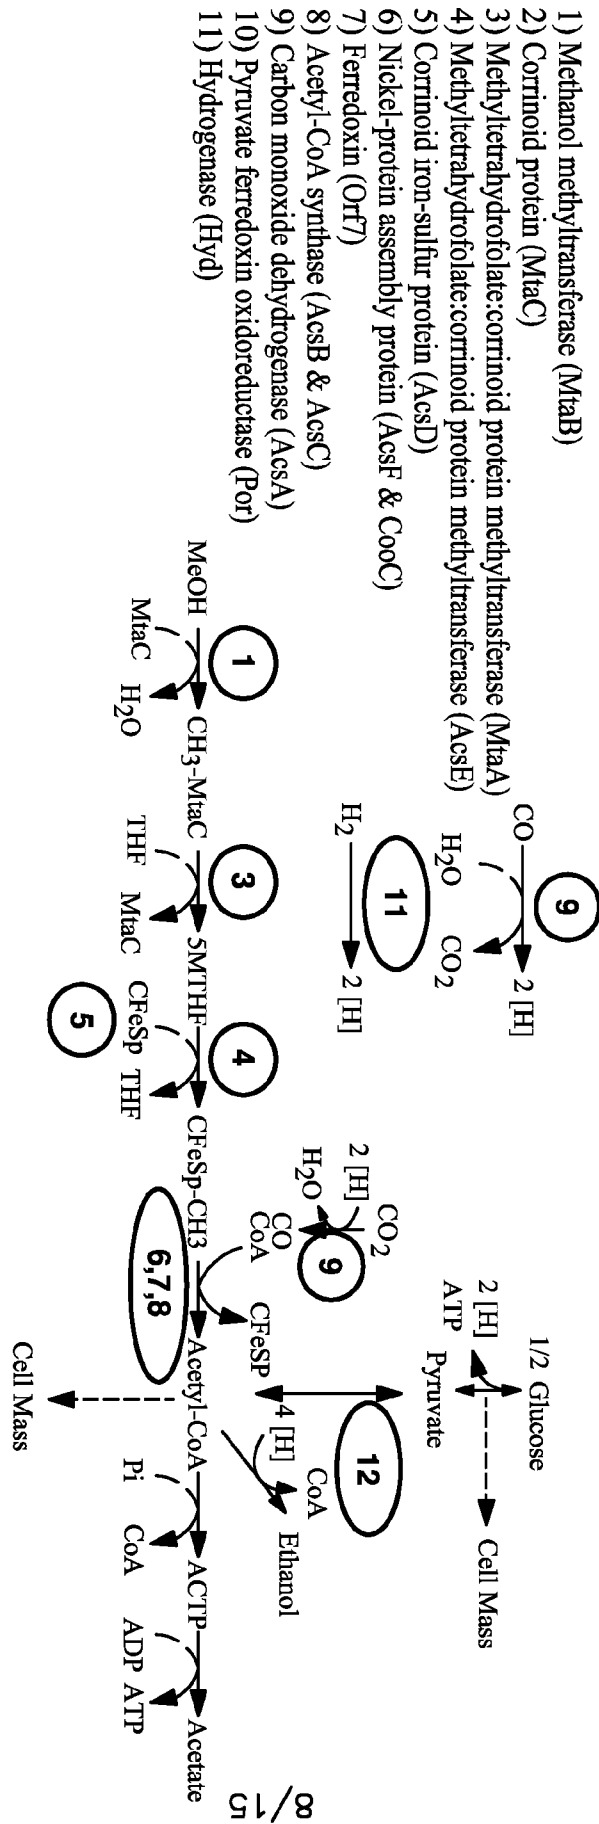 1) Methanol methyltransferase (MtaB)
2) Corrinoid protein (MtaC)
3) Methyltetrahydrofolate:corrinoid protein methyltransferase (MtaA)
4) Methyltetrahydrofolate:corrinoid protein methyltransferase (AcsE)
5) Corrinoid iron-sulfur protein (AcsD)
6) Nickel-protein assembly protein (AcsF & CooC)
7) Ferredoxin (Orf7)
8) Acetyl-CoA synthase (AcsB & AcsC)
9) Carbon monoxide dehydrogenase (AcsA)
10) Pyruvate ferredoxin oxidoreductase (Por)
11) Hydrogenase (Hyd)
9
CO 2 [H]
H2O CO2
11
H2 2 [H]
1/2 Glucose
2 [H]
ATP
Pyruvate
Cell Mass
12
CO2
2 [H]
H2O
9
CO
CoA
CFeSP
4 [H]
CoA
Ethanol
1
3
4
MeOH CH3-MtaC 5MTHF CFeSp-CH3 Acetyl-CoA ACTP Acetate
MtaC H2O THF MtaC CFeSp THF 6,7,8 Pi CoA ADP ATP
5
Cell Mass
8/15